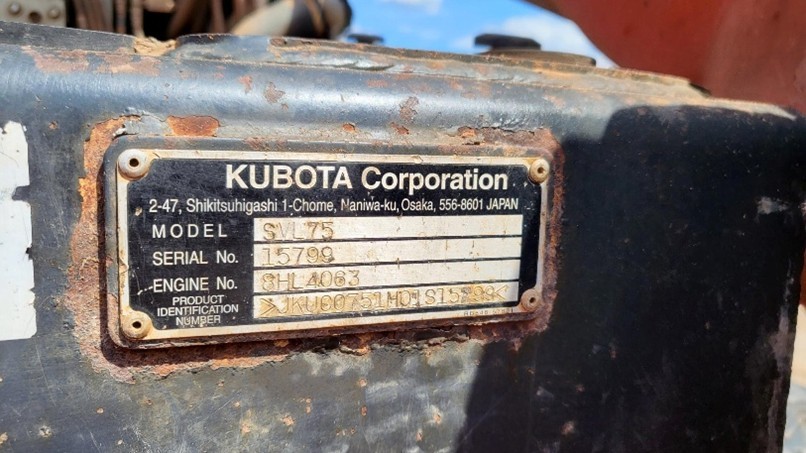 KUBOTA Corporation
2-47, Shikitsuhigashi 1-Chome, Naniwa-ku, Osaka, 556-8601 JAPAN
MODEL SVL75
SERIAL No. 15799
ENGINE No. 8HL4063
PRODUCT IDENTIFICATION NUMBER >JKU00751H01S15799<